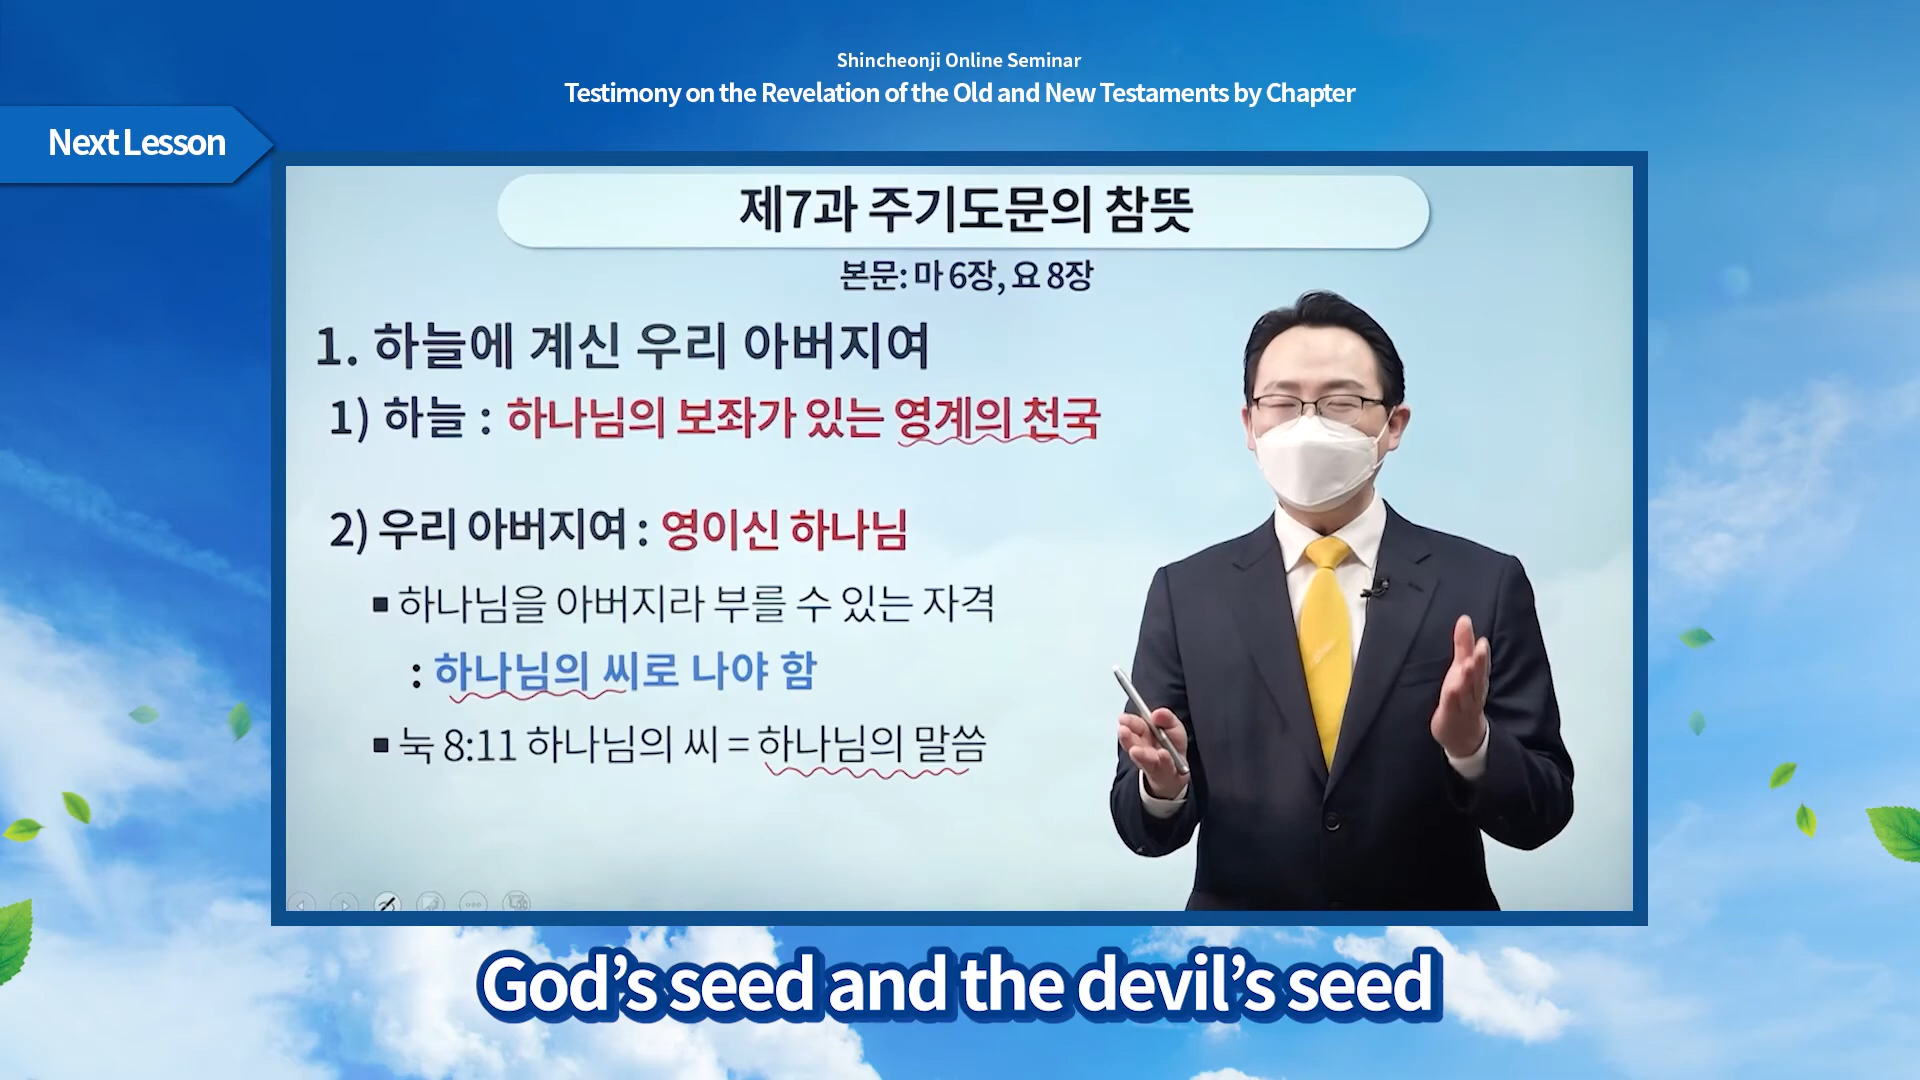 Shincheonji Online Seminar
Testimony on the Revelation of the Old and New Testaments by Chapter
Next Lesson
제7과 주기도문의 참뜻
본문: 마 6장, 요 8장
1. 하늘에 계신 우리 아버지여
1) 하늘 : 하나님의 보좌가 있는 영계의 천국
2) 우리 아버지여 : 영이신 하나님
▪ 하나님을 아버지라 부를 수 있는 자격
: 하나님의 씨로 나야 함
▪ 눅 8:11 하나님의 씨 = 하나님의 말씀
God’s seed and the devil’s seed